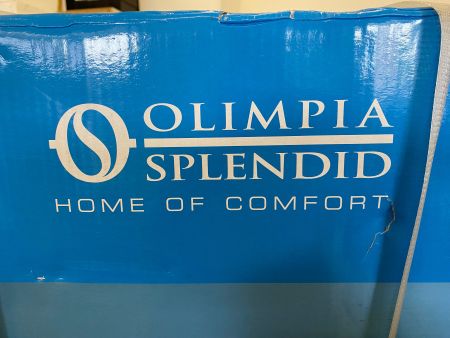 OLIMPIA
SPLENDID
HOME OF COMFORT